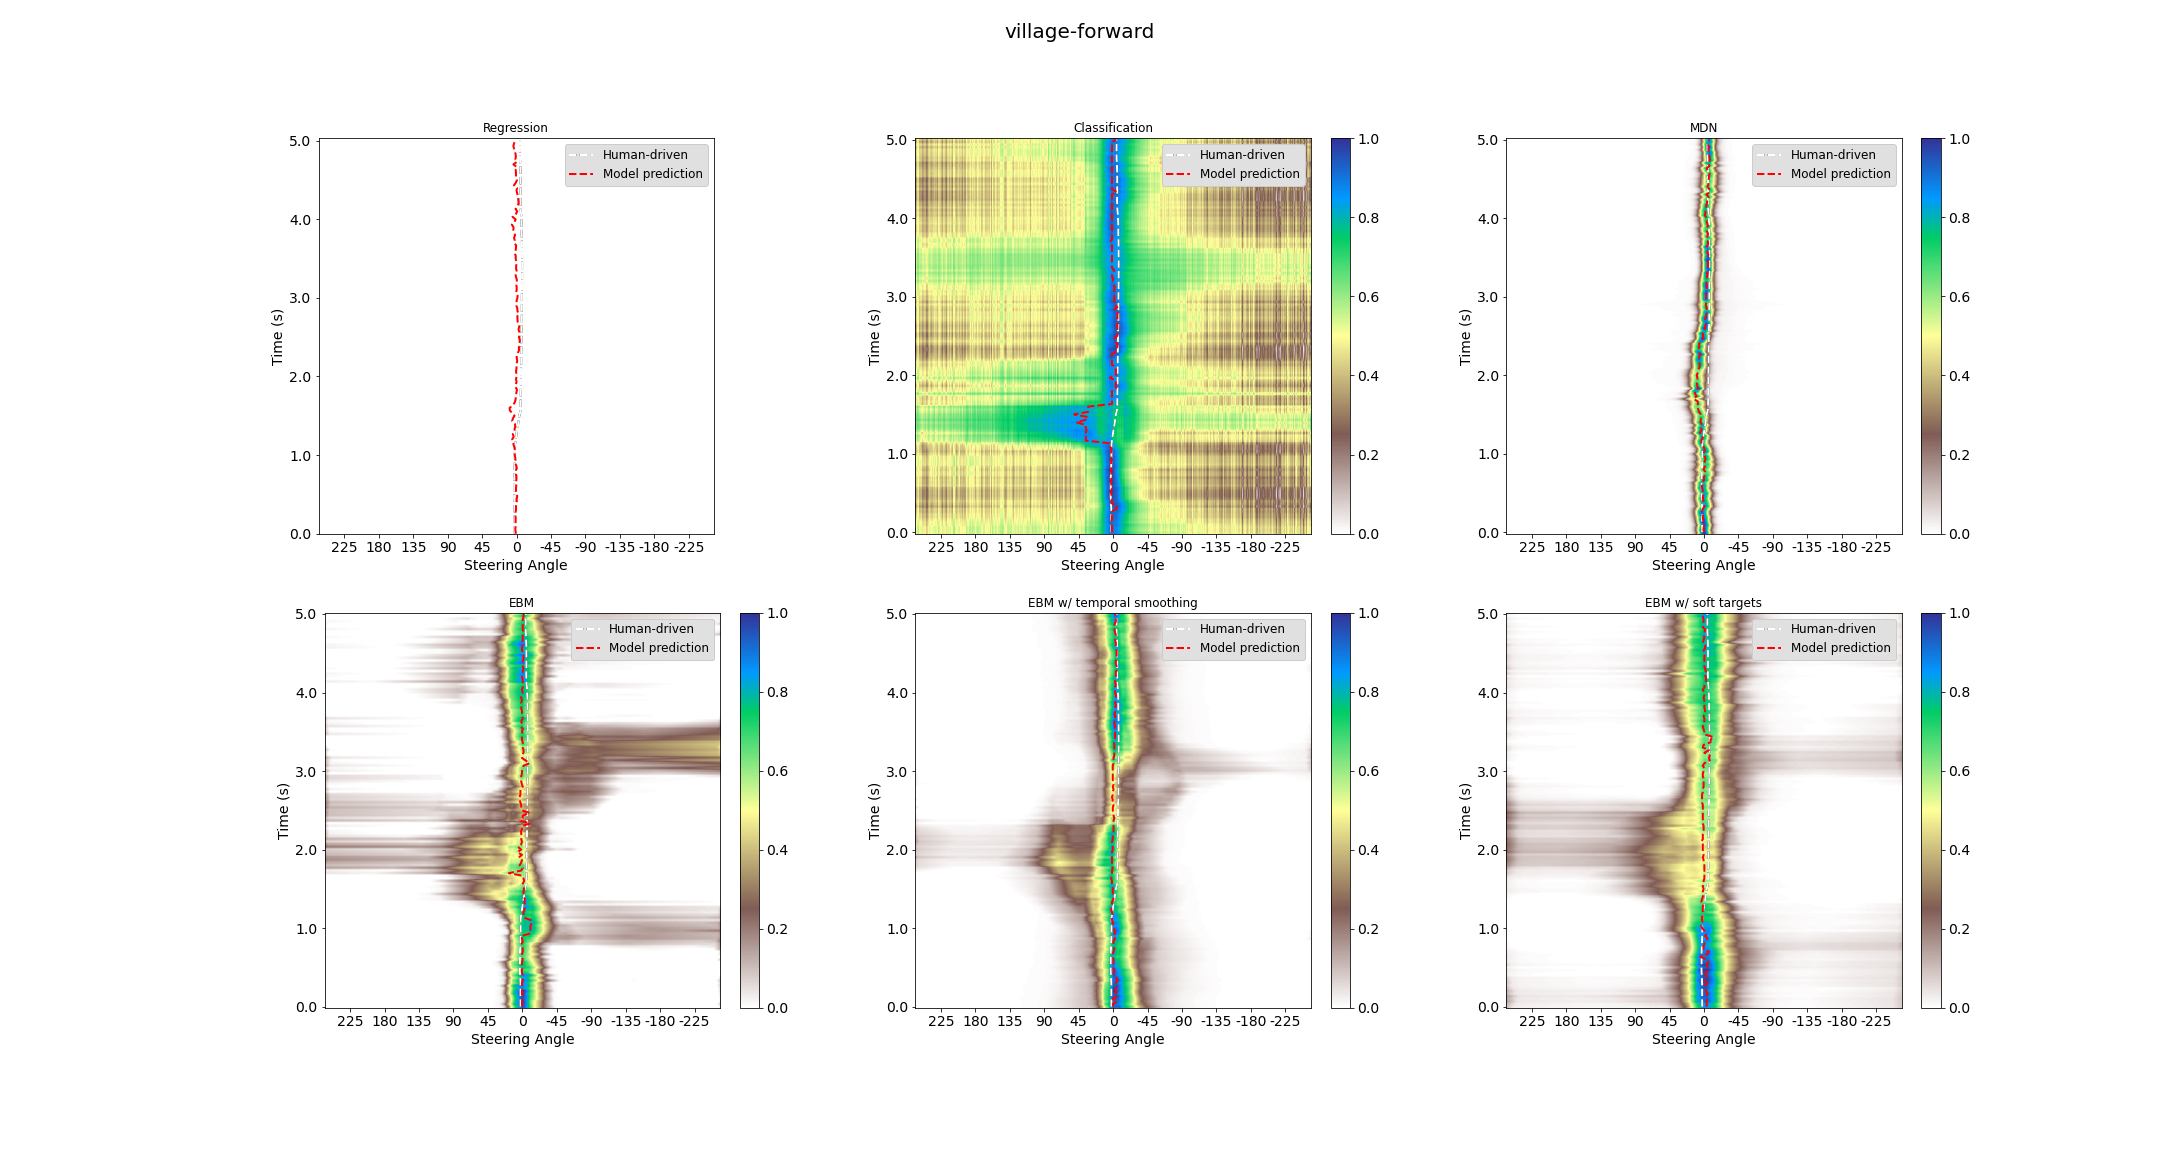 village-forward
Regression
5.0
4.0
3.0
2.0
1.0
0.0
Time (s)
Human-driven
Model prediction
225 180 135 90 45 0 -45 -90 -135 -180 -225
Steering Angle
Classification
5.0
4.0
3.0
2.0
1.0
0.0
Time (s)
Human-driven
Model prediction
225 180 135 90 45 0 -45 -90 -135 -180 -225
Steering Angle
1.0
0.8
0.6
0.4
0.2
0.0
MDN
5.0
4.0
3.0
2.0
1.0
0.0
Time (s)
Human-driven
Model prediction
225 180 135 90 45 0 -45 -90 -135 -180 -225
Steering Angle
1.0
0.8
0.6
0.4
0.2
0.0
EBM
5.0
4.0
3.0
2.0
1.0
0.0
Time (s)
Human-driven
Model prediction
225 180 135 90 45 0 -45 -90 -135 -180 -225
Steering Angle
1.0
0.8
0.6
0.4
0.2
0.0
EBM w/ temporal smoothing
5.0
4.0
3.0
2.0
1.0
0.0
Time (s)
Human-driven
Model prediction
225 180 135 90 45 0 -45 -90 -135 -180 -225
Steering Angle
1.0
0.8
0.6
0.4
0.2
0.0
EBM w/ soft targets
5.0
4.0
3.0
2.0
1.0
0.0
Time (s)
Human-driven
Model prediction
225 180 135 90 45 0 -45 -90 -135 -180 -225
Steering Angle
1.0
0.8
0.6
0.4
0.2
0.0